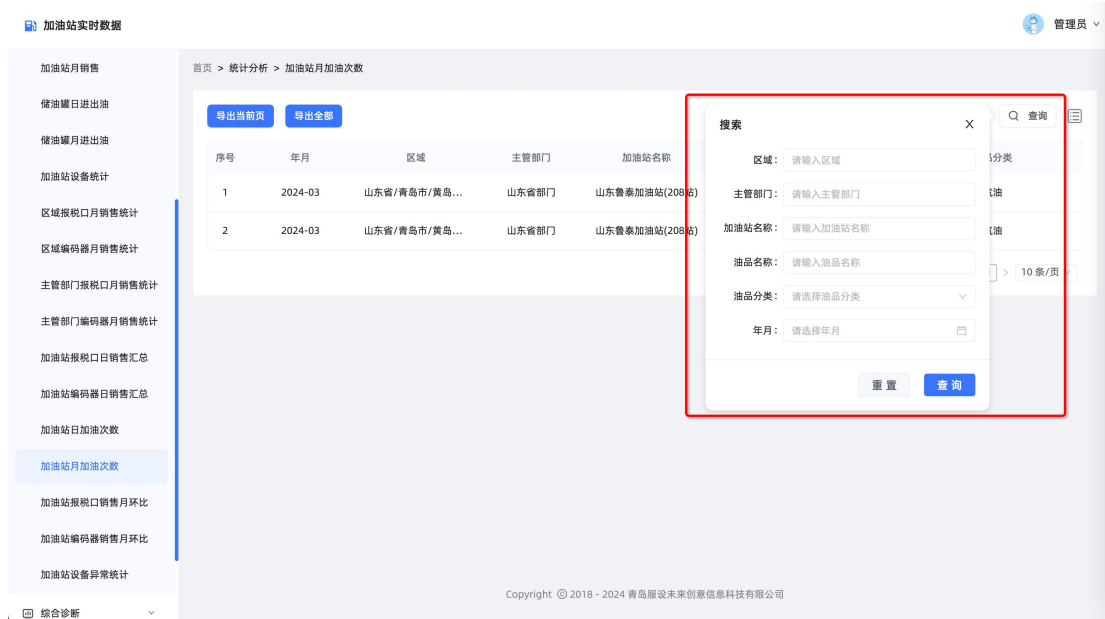 加油站实时数据
管理员
加油站月销售
储油罐日进出油
储油罐月进出油
加油站设备统计
区域报税口月销售统计
区域编码器月销售统计
主管部门报税口月销售统计
主管部门编码器月销售统计
加油站报税口日销售汇总
加油站编码器日销售汇总
加油站日加油次数
加油站月加油次数
加油站报税口销售月环比
加油站编码器销售月环比
加油站设备异常统计
综合诊断
首页 > 统计分析 > 加油站月加油次数
导出当前页 导出全部
查询
序号 年月 区域 主管部门 加油站名称 分类
1 2024-03 山东省/青岛市/黄岛... 山东省部门 山东鲁泰加油站(208站) 油
2 2024-03 山东省/青岛市/黄岛... 山东省部门 山东鲁泰加油站(208站) 油
10 条/页
搜索 X
区域: 请输入区域
主管部门: 请输入主管部门
加油站名称: 请输入加油站名称
油品名称: 请输入油品名称
油品分类: 请选择油品分类
年月: 请选择年月
重置 查询
Copyright © 2018 - 2024 青岛服设未来创意信息科技有限公司